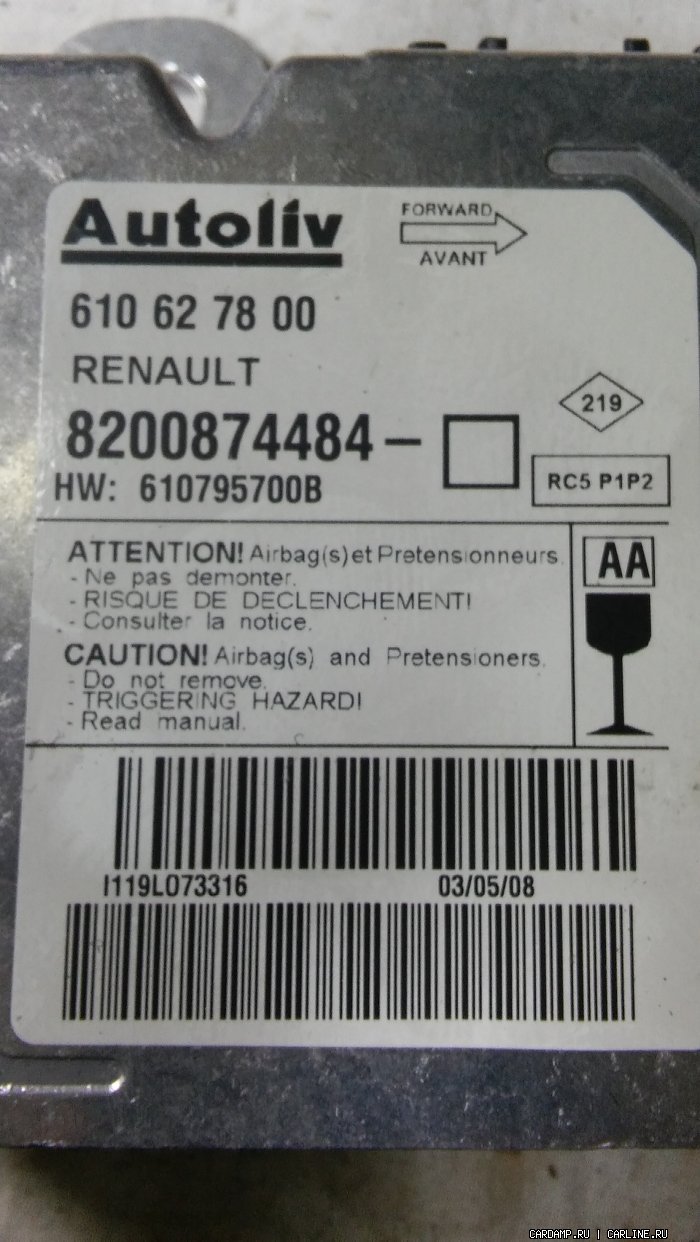 Autoliv
FORWARD
AVANT
610 62 78 00
RENAULT
219
8200874484 –
RC5 P1P2
HW: 610795700B
ATTENTION! Airbag(s) et Pretensionneurs.
- Ne pas demonter.
- RISQUE DE DECLENCHEMENT!
- Consulter la notice.
AA
CAUTION! Airbag(s) and Pretensioners.
- Do not remove.
- TRIGGERING HAZARD!
- Read manual.
I119L073316
03/05/08
CARDAMP.RU | CARLINE.RU